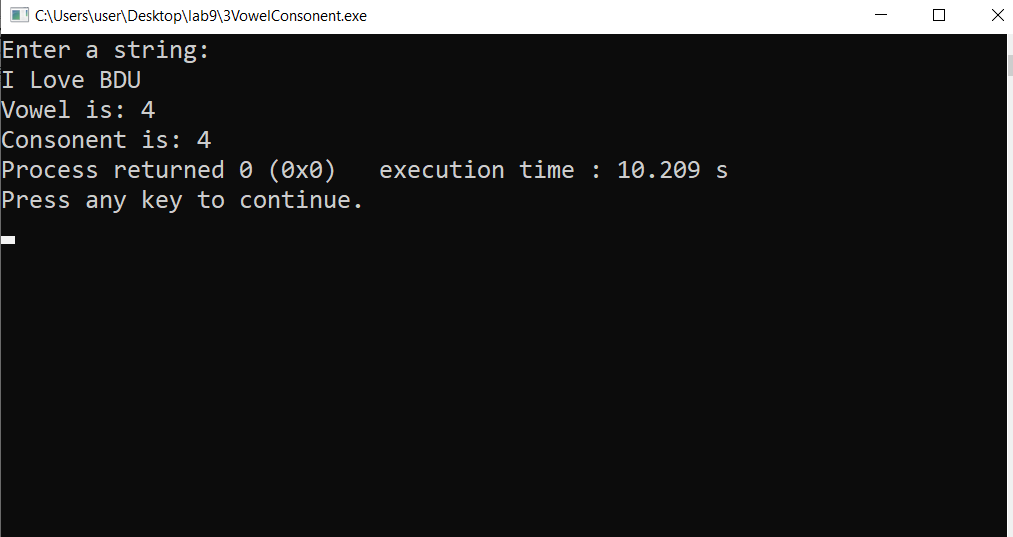 C:\Users\user\Desktop\lab9\3VowelConsonent.exe
Enter a string:
I Love BDU
Vowel is: 4
Consonent is: 4
Process returned 0 (0x0)   execution time : 10.209 s
Press any key to continue.